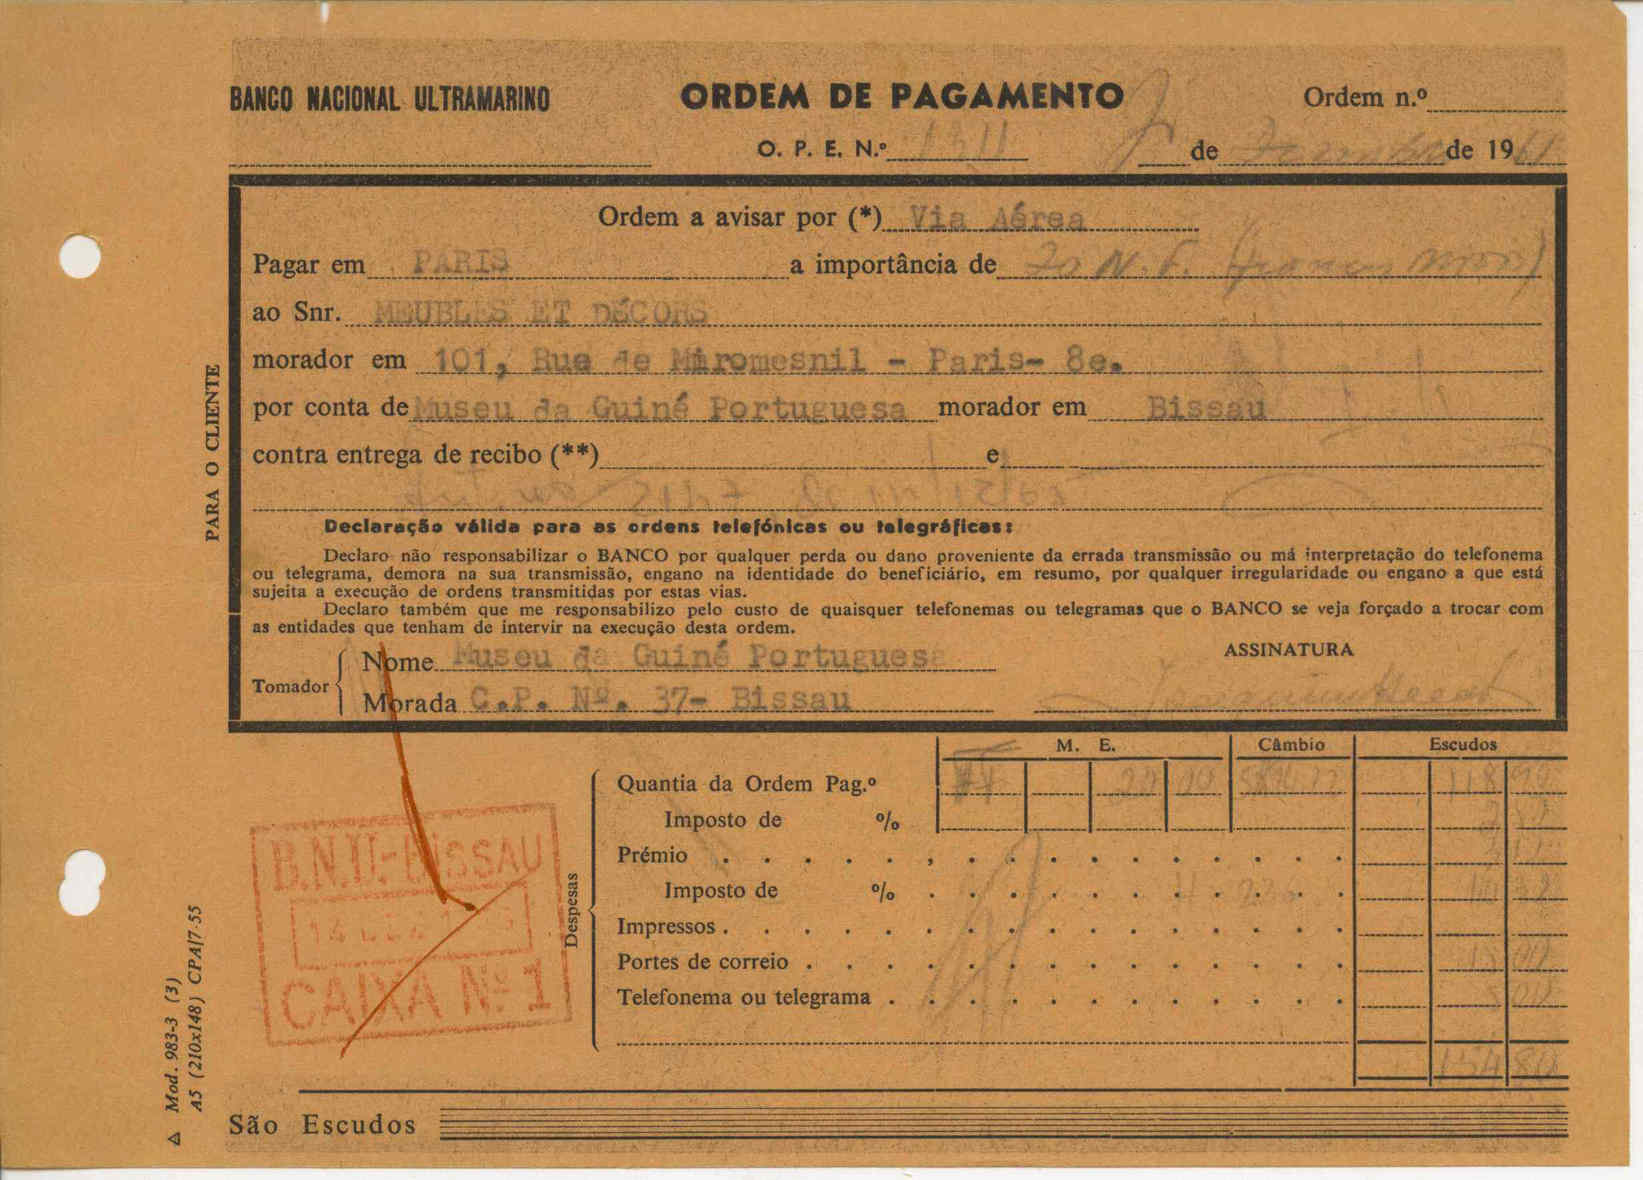 BANCO NACIONAL ULTRAMARINO
ORDEM DE PAGAMENTO
Ordem n.º
O. P. E. N.º 1311
de de 1961
Ordem a avisar por (*) Via Aérea
Pagar em PARIS a importância de 20 N. F. (francos novos)
ao Snr. MEUBLES ET DÉCORS
morador em 101, Rue de Miromesnil - Paris- 8e.
por conta de Museu da Guiné Portuguesa morador em Bissau
contra entrega de recibo (**) e
Declaração válida para as ordens telefónicas ou telegráficas:
Declaro não responsabilizar o BANCO por qualquer perda ou dano proveniente da errada transmissão ou má interpretação do telefonema
ou telegrama, demora na sua transmissão, engano na identidade do beneficiário, em resumo, por qualquer irregularidade ou engano a que está
sujeita a execução de ordens transmitidas por estas vias.
Declaro também que me responsabilizo pelo custo de quaisquer telefonemas ou telegramas que o BANCO se veja forçado a trocar com
as entidades que tenham de intervir na execução desta ordem.
Tomador
Nome Museu da Guiné Portuguesa
Morada C.P. Nº. 37- Bissau
ASSINATURA
M. E. Câmbio Escudos
Quantia da Ordem Pag.º
Imposto de %
Prémio
Imposto de %
Impressos
Portes de correio
Telefonema ou telegrama
154 80
Despesas
São Escudos
PARA O CLIENTE
Mod. 983-3 (3)
A5 (210x148) CPA/7-55
B.N.U.-BISSAU
CAIXA Nº 1